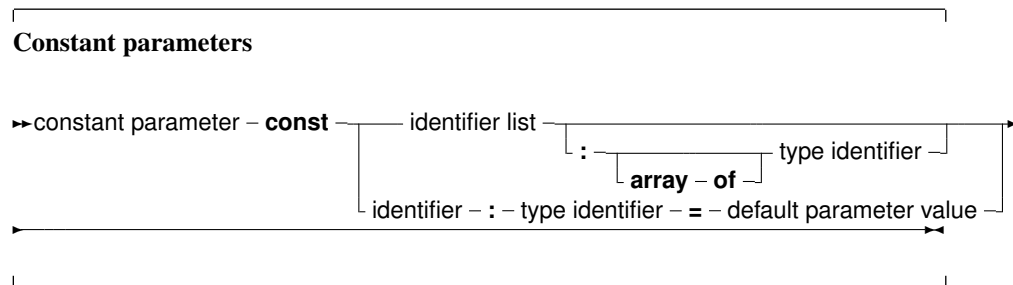 Constant parameters
constant parameter – const – identifier list
: – type identifier –
array – of –
identifier – : – type identifier – = – default parameter value –